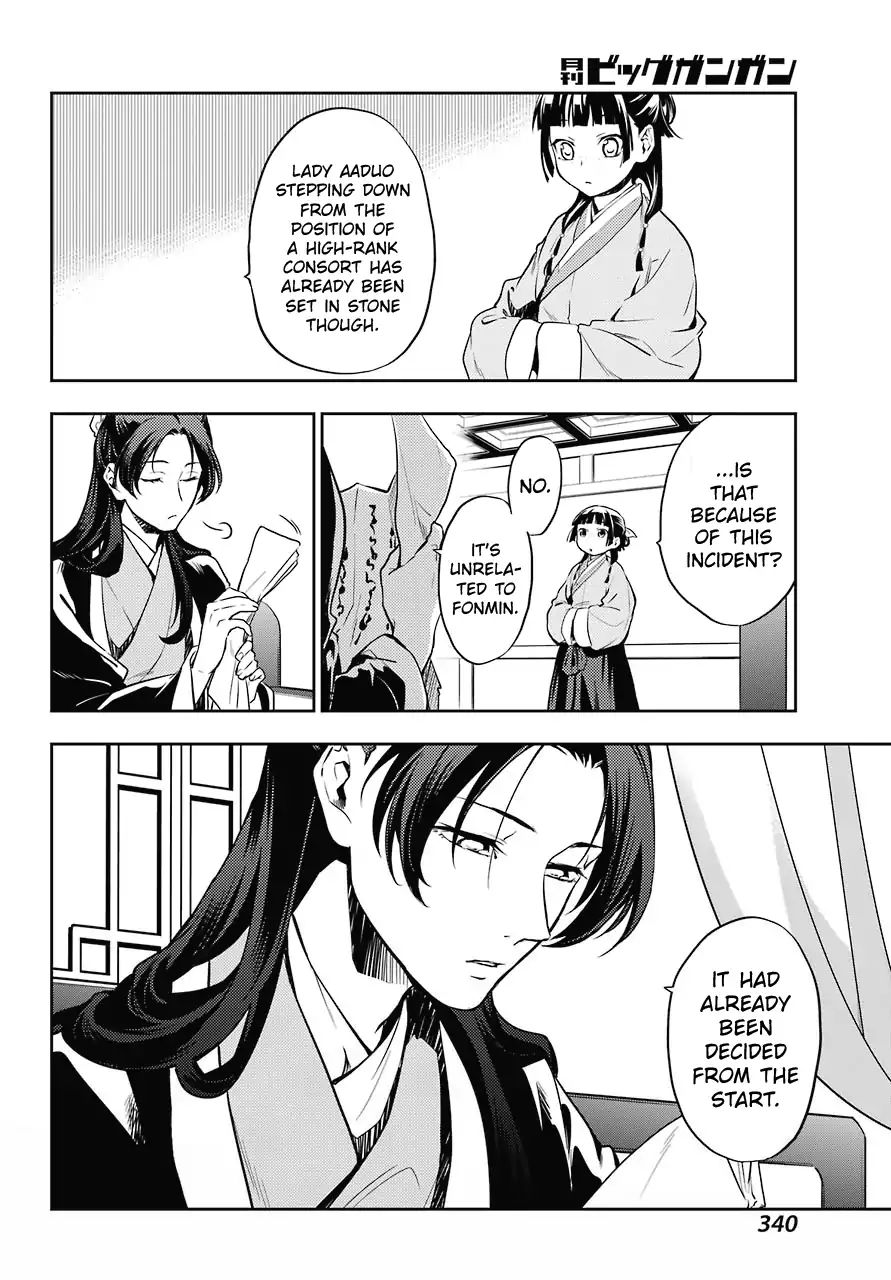 月刊ビッグガンガン
LADY AADUO
STEPPING DOWN
FROM THE
POSITION OF
A HIGH-RANK
CONSORT HAS
ALREADY BEEN
SET IN STONE
THOUGH.
...IS
THAT
BECAUSE
OF THIS
INCIDENT?
NO.
IT'S
UNRELA-
TED TO
FONMIN.
IT HAD
ALREADY
BEEN
DECIDED
FROM THE
START.
340